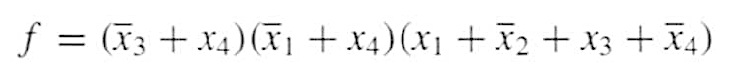 f = (x̅₃ + x₄)(x̅₁ + x₄)(x₁ + x̅₂ + x₃ + x̅₄)